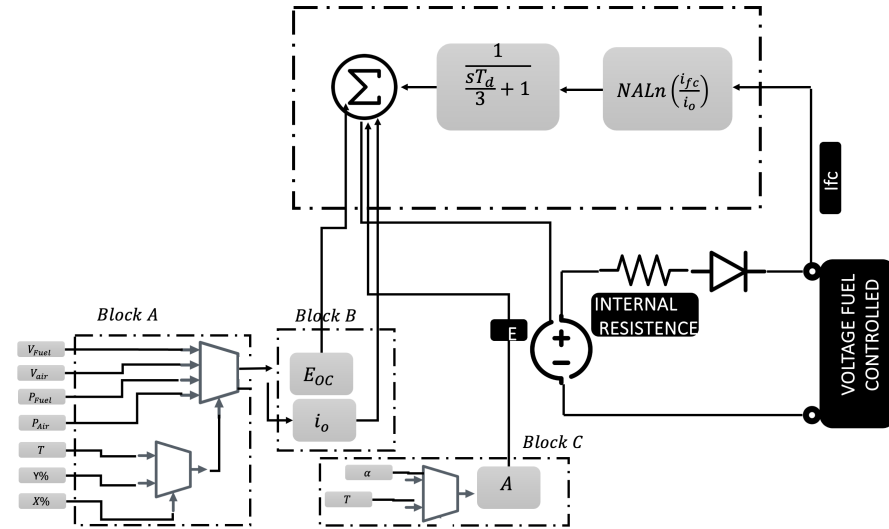 1
sT_d
3
+ 1
NALn (i_fc / i_o)
Σ
Ifc
Block A
Block B
INTERNAL
RESISTENCE
E
+
−
VOLTAGE FUEL
CONTROLLED
V_Fuel
V_air
P_Fuel
P_Air
T
Y%
X%
E_OC
i_o
Block C
α
T
A